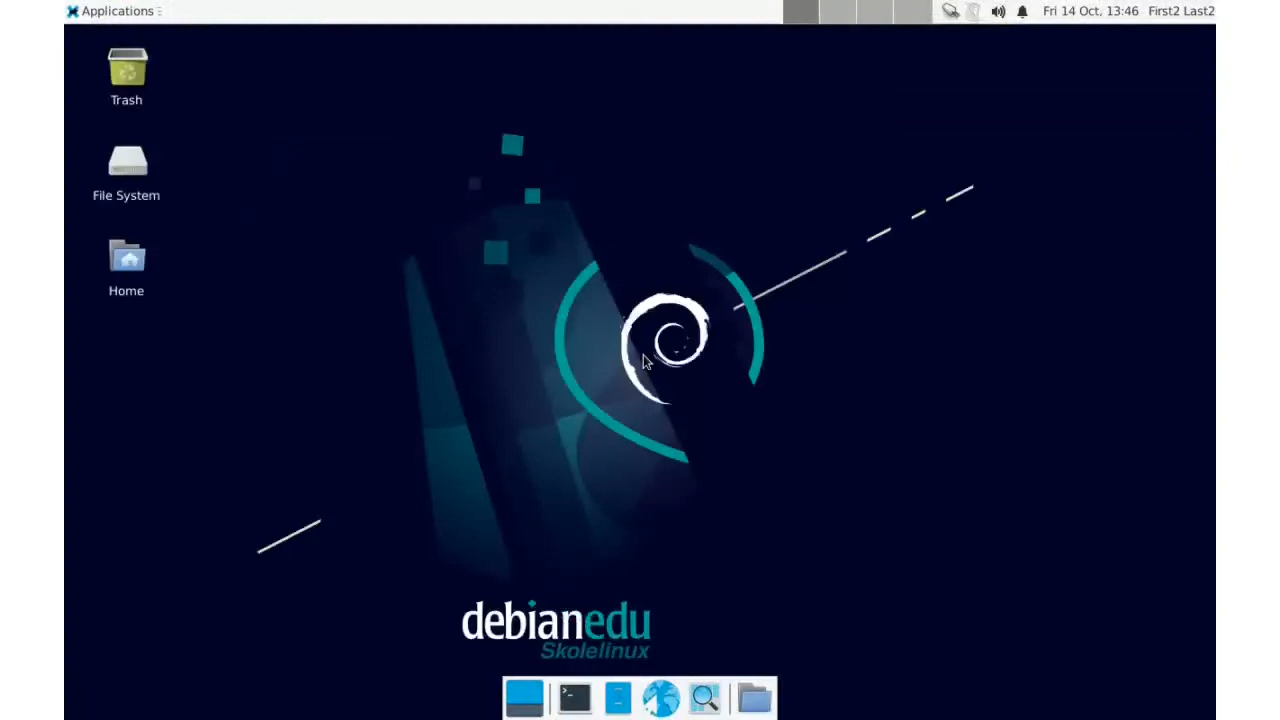 Applications
Fri 14 Oct, 13:46 First2 Last2
Trash
File System
Home
debianedu
Skolelinux